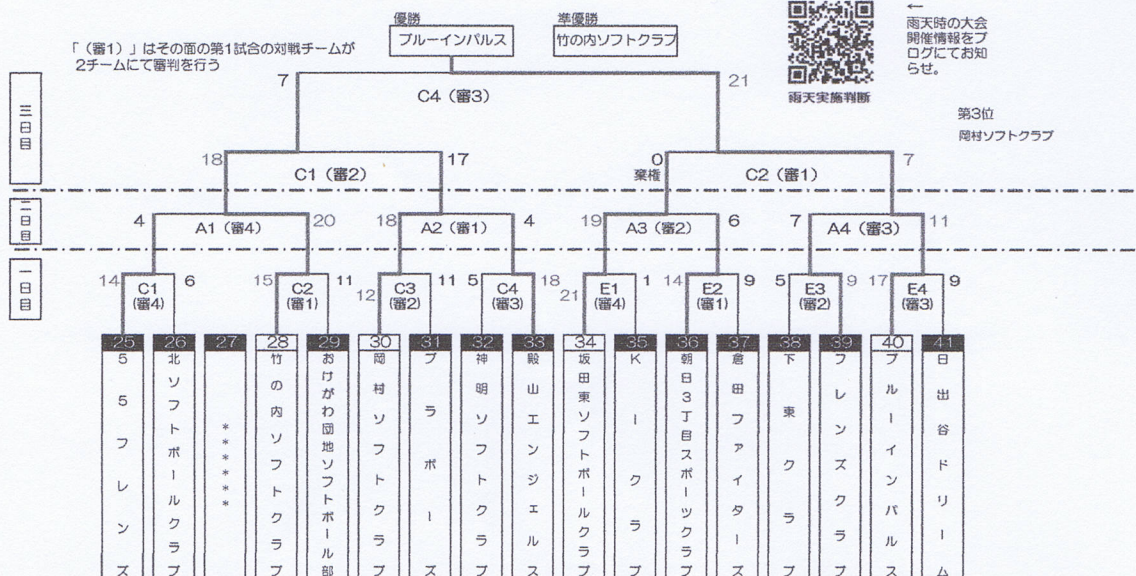 優勝
準優勝
ブルーインパルス
竹の内ソフトクラブ
「（審1）」はその面の第1試合の対戦チームが
2チームにて審判を行う
←
雨天時の大会
開催情報をブ
ログにてお知
らせ。
雨天実施判断
第3位
岡村ソフトクラブ
三日目
7
C4（審3）
21
18
C1（審2）
17
0
棄権
C2（審1）
7
二日目
4
A1（審4）
20
18
A2（審1）
4
19
A3（審2）
6
7
A4（審3）
11
一日目
14
C1
(審4)
6
15
C2
(審1)
11
12
C3
(審2)
11
5
C4
(審3)
18
21
E1
(審4)
1
14
E2
(審1)
9
5
E3
(審2)
9
17
E4
(審3)
9
25
55フレンズ
26
北ソフトボールクラブ
27
******
28
竹の内ソフトクラブ
29
おけがわ団地ソフトボール部
30
岡村ソフトクラブ
31
ブラボーズ
32
神明ソフトクラブ
33
殿山エンジェルス
34
坂田東ソフトボールクラブ
35
Kークラブ
36
朝日3丁目スポーツクラブ
37
倉田ファイターズ
38
下東クラブ
39
フレンズクラブ
40
ブルーインパルス
41
日出谷ドリーム